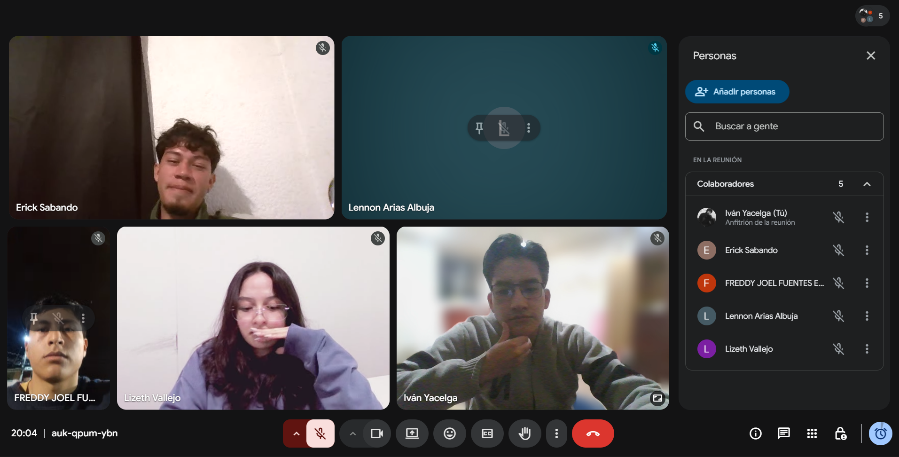 5
Erick Sabando
Lennon Arias Albuja
FREDDY JOEL FU...
Lizeth Vallejo
Iván Yacelga
Personas
Añadir personas
Buscar a gente
EN LA REUNIÓN
Colaboradores 5
Iván Yacelga (Tú)
Anfitrión de la reunión
E Erick Sabando
F FREDDY JOEL FUENTES E...
L Lennon Arias Albuja
L Lizeth Vallejo
20:04 | auk-qpum-ybn